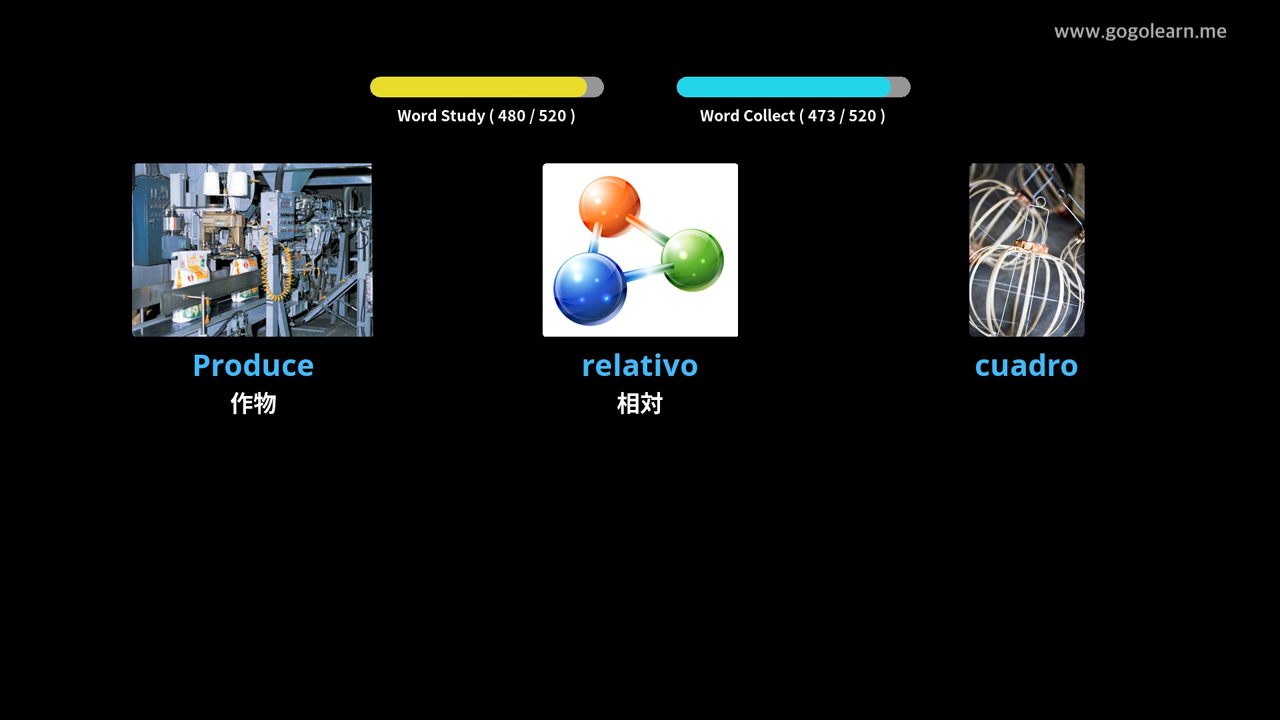 www.gogolearn.me
Word Study ( 480 / 520 )
Word Collect ( 473 / 520 )
Produce
作物
relativo
相対
cuadro